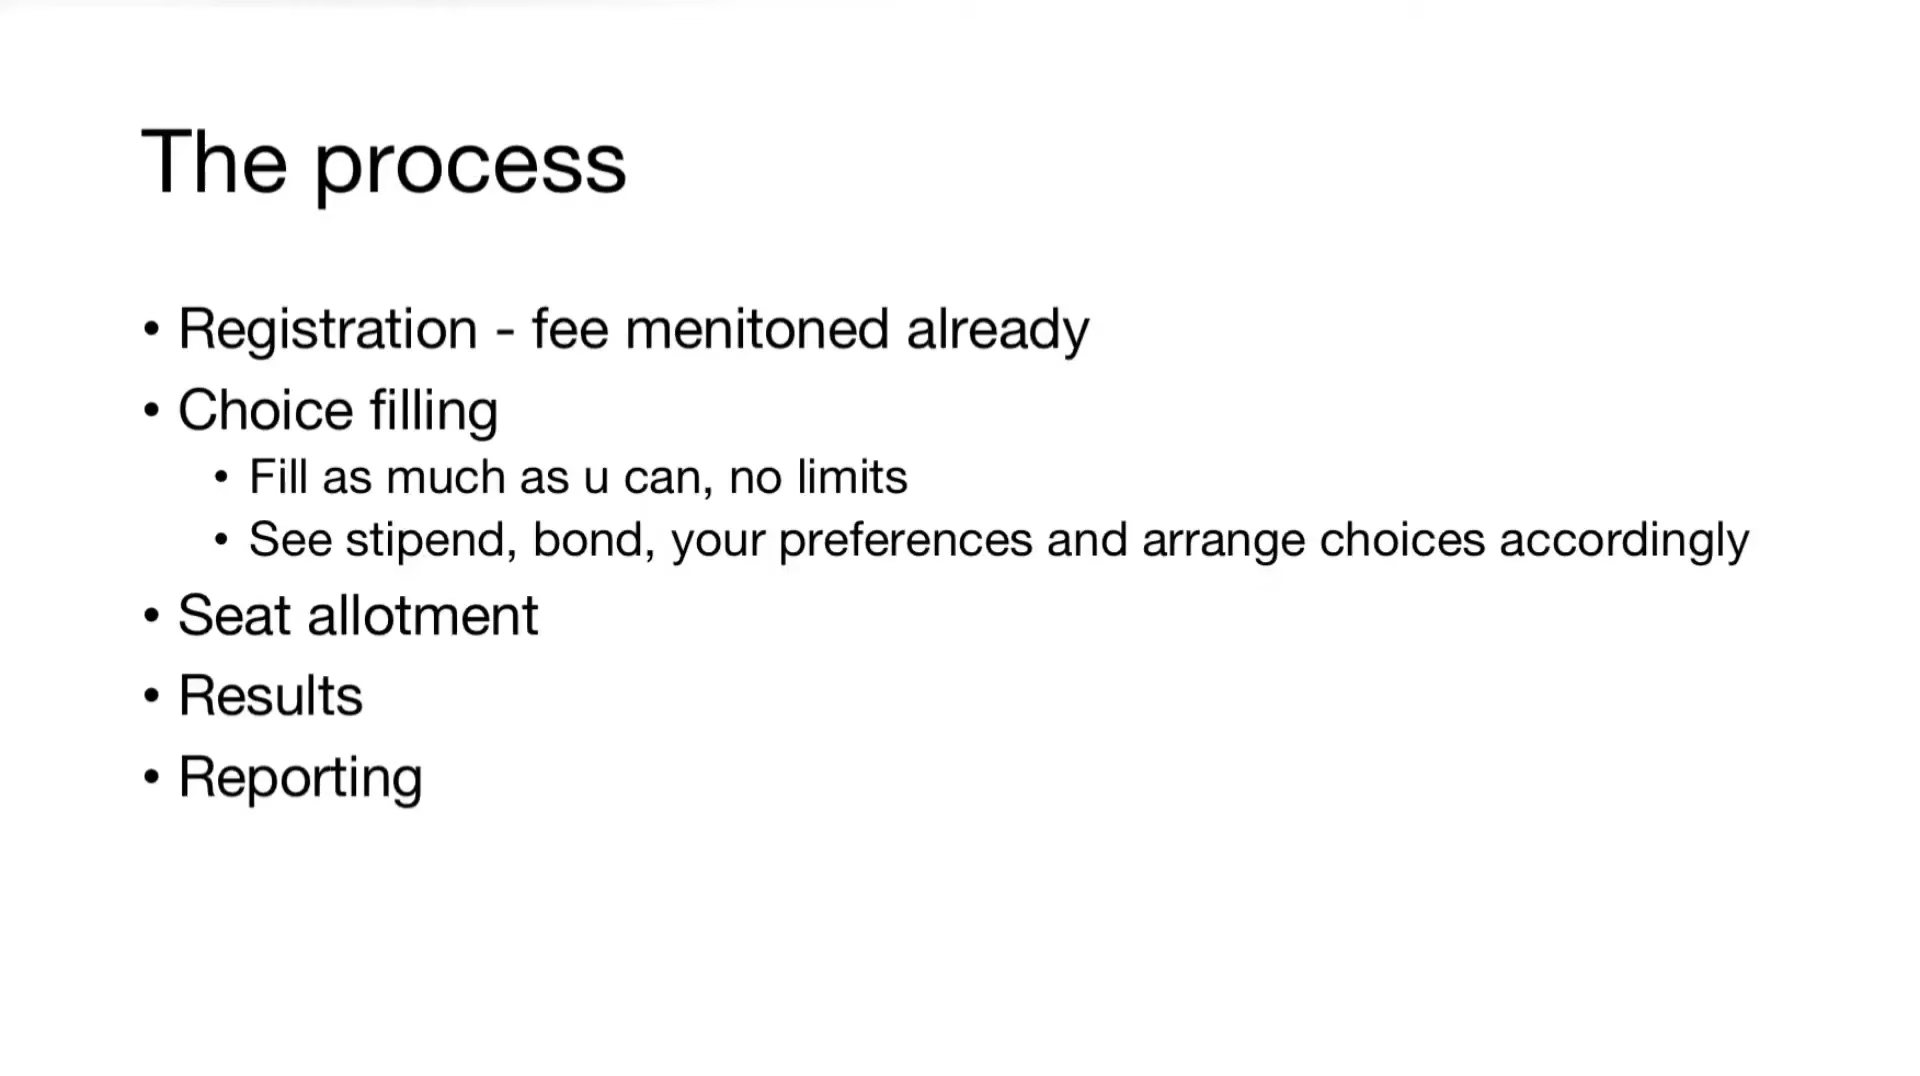 The process
• Registration - fee menitoned already
• Choice filling
• Fill as much as u can, no limits
• See stipend, bond, your preferences and arrange choices accordingly
• Seat allotment
• Results
• Reporting